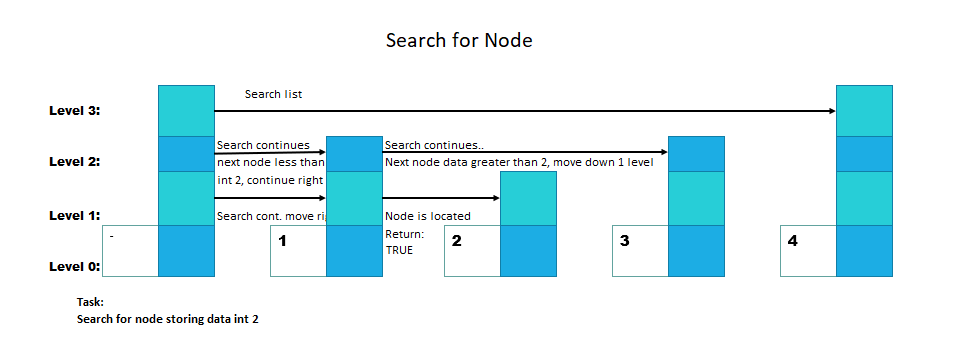 Search for Node
Search list
Level 3:
Search continues
Search continues..
Level 2:
next node less than
Next node data greater than 2, move down 1 level
int 2, continue right
Level 1:
Search cont. move ri
Node is located
-
1
Return:
TRUE
2
3
4
Level 0:
Task:
Search for node storing data int 2